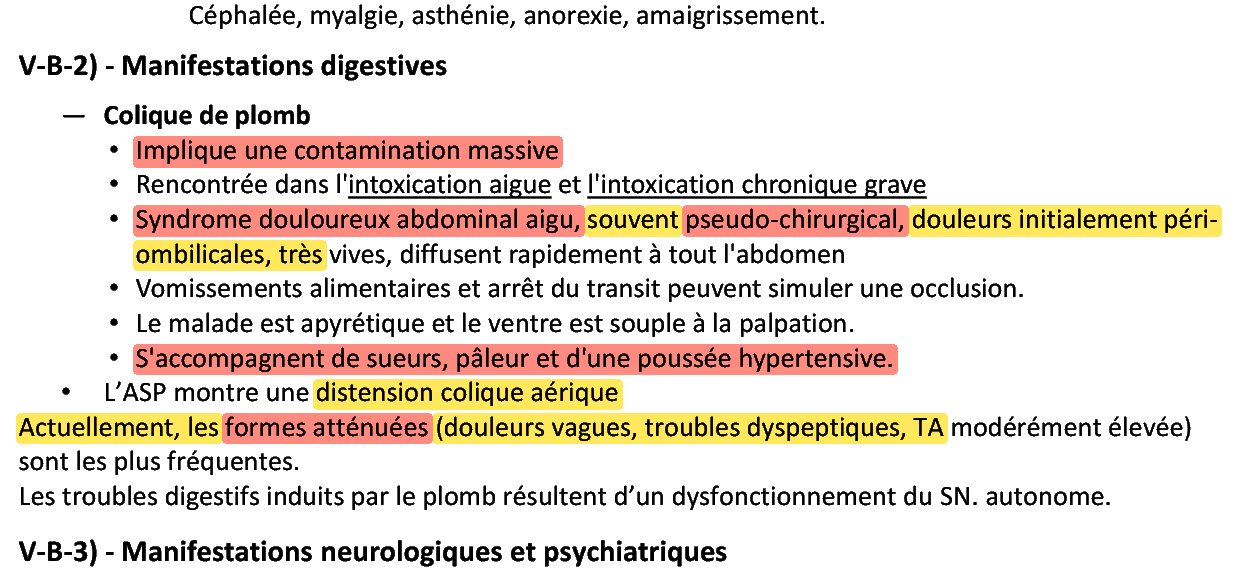 Céphalée, myalgie, asthénie, anorexie, amaigrissement.
V-B-2) - Manifestations digestives
— Colique de plomb
• Implique une contamination massive
• Rencontrée dans l'intoxication aigue et l'intoxication chronique grave
• Syndrome douloureux abdominal aigu, souvent pseudo-chirurgical, douleurs initialement péri-
ombilicales, très vives, diffusent rapidement à tout l'abdomen
• Vomissements alimentaires et arrêt du transit peuvent simuler une occlusion.
• Le malade est apyrétique et le ventre est souple à la palpation.
• S'accompagnent de sueurs, pâleur et d'une poussée hypertensive.
• L’ASP montre une distension colique aérique
Actuellement, les formes atténuées (douleurs vagues, troubles dyspeptiques, TA modérément élevée)
sont les plus fréquentes.
Les troubles digestifs induits par le plomb résultent d’un dysfonctionnement du SN. autonome.
V-B-3) - Manifestations neurologiques et psychiatriques